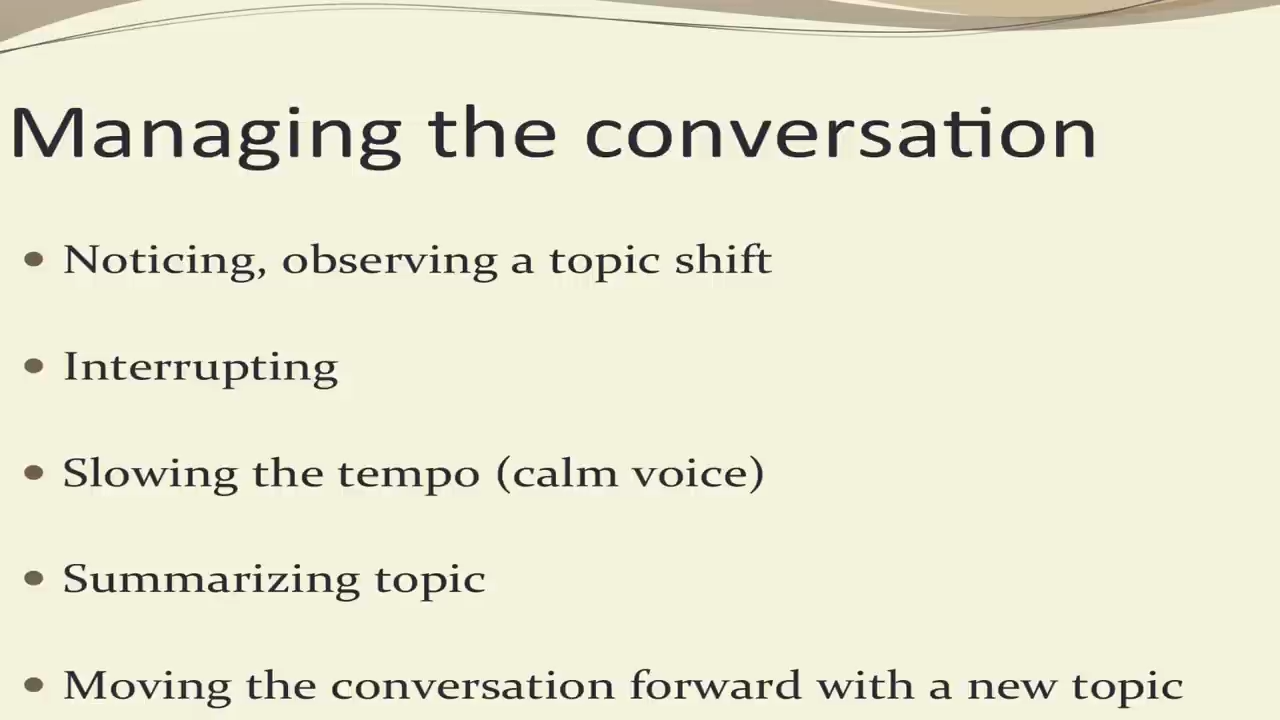 Managing the conversation
• Noticing, observing a topic shift
• Interrupting
• Slowing the tempo (calm voice)
• Summarizing topic
• Moving the conversation forward with a new topic